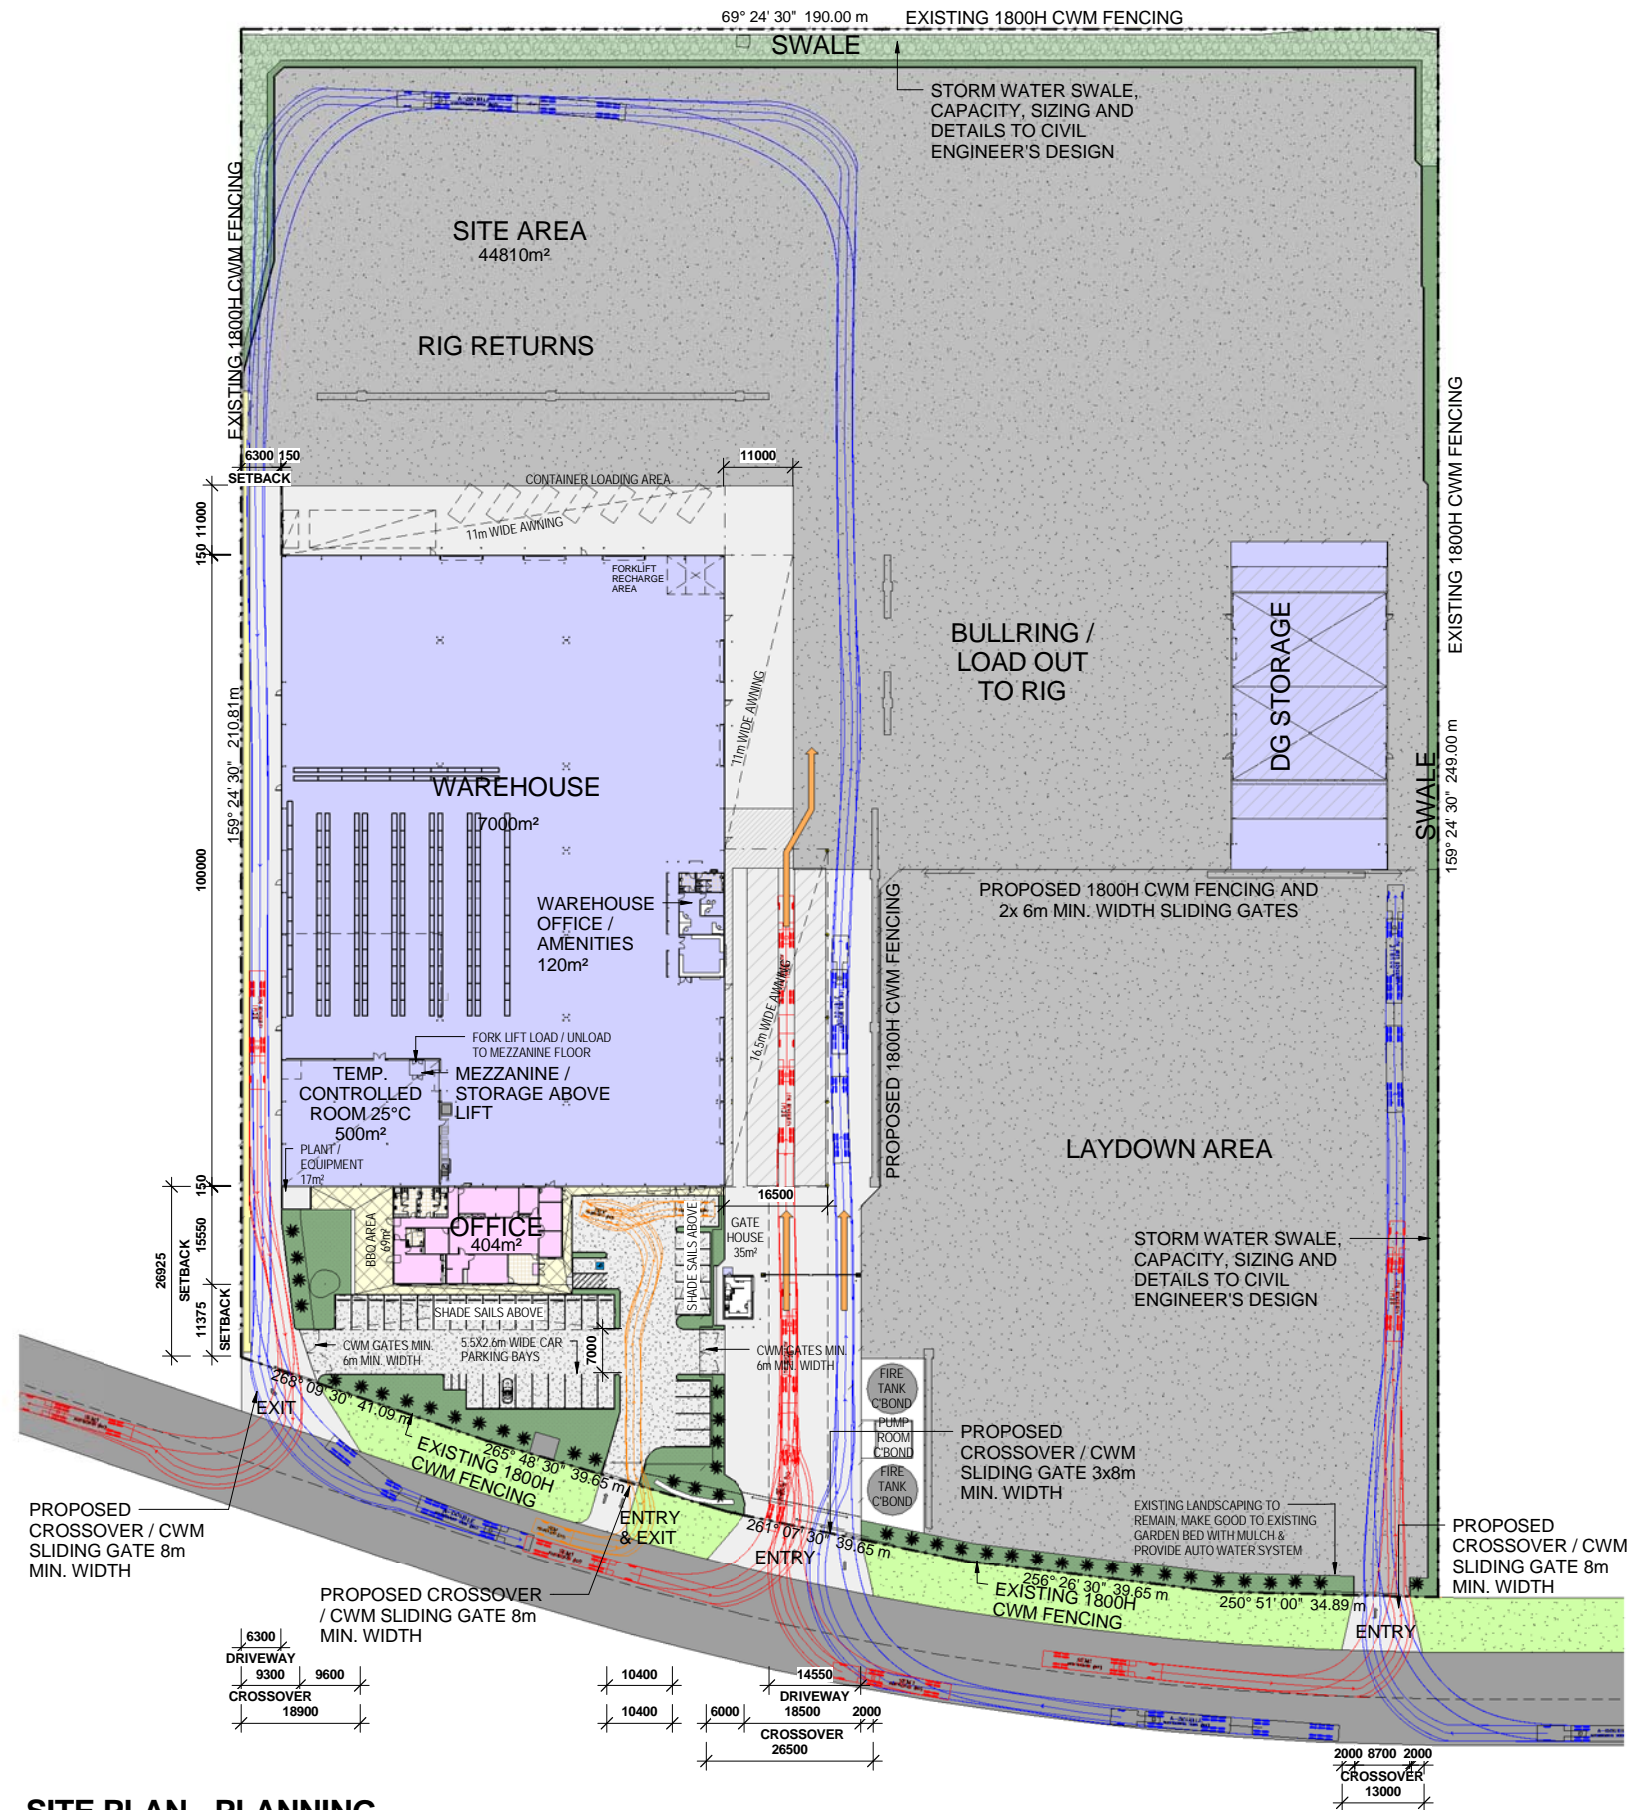 69° 24' 30" 190.00 m
EXISTING 1800H CWM FENCING
SWALE
STORM WATER SWALE,
CAPACITY, SIZING AND
DETAILS TO CIVIL
ENGINEER'S DESIGN
EXISTING 1800H CWM FENCING
SITE AREA
44810m²
RIG RETURNS
EXISTING 1800H CWM FENCING
6300
150
SETBACK
11000
CONTAINER LOADING AREA
11m WIDE AWNING
11000
150
FORKLIFT
RECHARGE
AREA
BULLRING /
LOAD OUT
TO RIG
DG STORAGE
11m WIDE AWNING
159° 24' 30" 210.81m
SWALE
159° 24' 30" 249.00 m
WAREHOUSE
7000m²
100000
PROPOSED 1800H CWM FENCING AND
2x 6m MIN. WIDTH SLIDING GATES
WAREHOUSE
OFFICE /
AMENITIES
120m²
PROPOSED 1800H CWM FENCING
16.5m WIDE AWNING
FORK LIFT LOAD / UNLOAD
TO MEZZANINE FLOOR
TEMP.
CONTROLLED
ROOM 25°C
500m²
MEZZANINE /
STORAGE ABOVE
LIFT
PLANT /
EQUIPMENT
17m²
LAYDOWN AREA
150
16500
15550
26925
SETBACK
11375
SETBACK
BBQ AREA
69m²
OFFICE
404m²
SHADE SAILS ABOVE
GATE
HOUSE
35m²
STORM WATER SWALE,
CAPACITY, SIZING AND
DETAILS TO CIVIL
ENGINEER'S DESIGN
SHADE SAILS ABOVE
CWM GATES MIN.
6m MIN. WIDTH
5.5X2.6m WIDE CAR
PARKING BAYS
7000
CWM GATES MIN.
6m MIN. WIDTH
FIRE
TANK
C'BOND
PUMP
ROOM
C'BOND
FIRE
TANK
C'BOND
268° 09' 30" 41.09 m
EXIT
EXISTING 1800H
CWM FENCING
265° 48' 30" 39.65 m
PROPOSED
CROSSOVER / CWM
SLIDING GATE 3x8m
MIN. WIDTH
EXISTING LANDSCAPING TO
REMAIN, MAKE GOOD TO EXISTING
GARDEN BED WITH MULCH &
PROVIDE AUTO WATER SYSTEM
PROPOSED
CROSSOVER / CWM
SLIDING GATE 8m
MIN. WIDTH
ENTRY
& EXIT
261° 07' 30" 39.65 m
ENTRY
PROPOSED
CROSSOVER / CWM
SLIDING GATE 8m
MIN. WIDTH
PROPOSED CROSSOVER
/ CWM SLIDING GATE 8m
MIN. WIDTH
256° 26' 30" 39.65 m
EXISTING 1800H
CWM FENCING
250° 51' 00" 34.89 m
ENTRY
6300
DRIVEWAY
9300
9600
CROSSOVER
18900
10400
10400
14550
DRIVEWAY
6000
18500
2000
CROSSOVER
26500
2000
8700
2000
CROSSOVER
13000
SITE PLAN - PLANNING